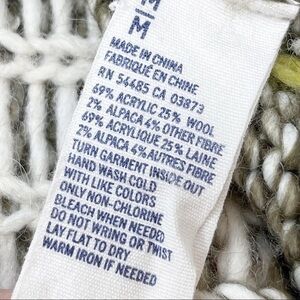 M
M
MADE IN CHINA
FABRIQUÉ EN CHINE
RN 54485 CA 03873
69% ACRYLIC 25% WOOL
2% ALPACA 4% OTHER FIBRE
69% ACRYLIQUE 25% LAINE
2% ALPACA 4% AUTRES FIBRE
TURN GARMENT INSIDE OUT
HAND WASH COLD
WITH LIKE COLORS
ONLY NON-CHLORINE
BLEACH WHEN NEEDED
DO NOT WRING OR TWIST
LAY FLAT TO DRY
WARM IRON IF NEEDED